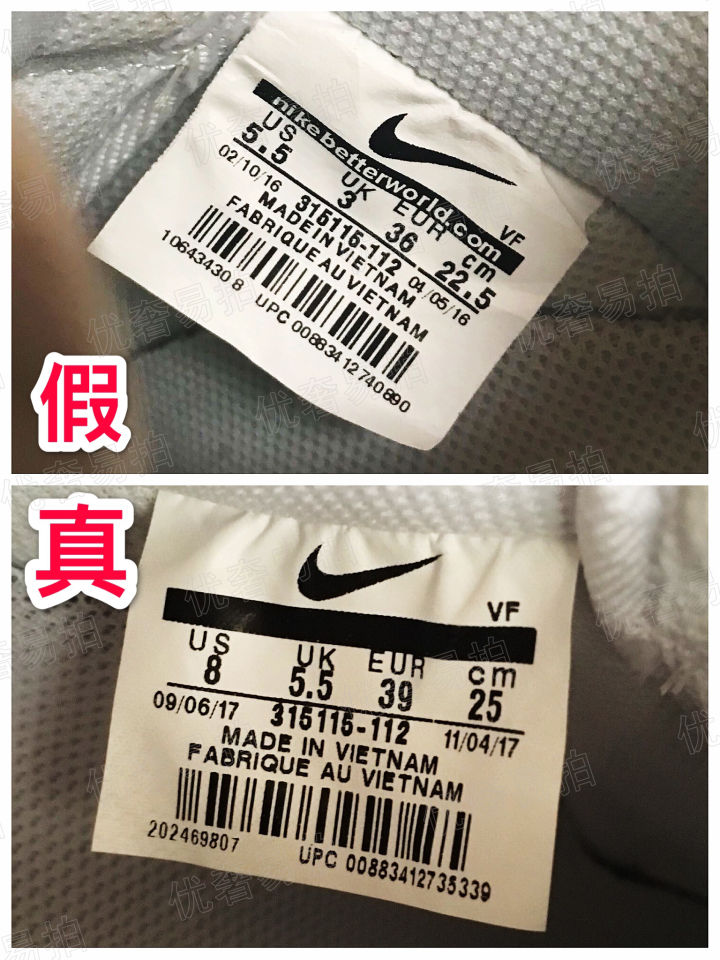 nikebetterworld.com
VF
US UK EUR cm
5.5 3 36 22.5
02/10/16 315115-112 04/05/16
MADE IN VIETNAM
FABRIQUE AU VIETNAM
106434430 8
UPC 00883412740890
假
真
VF
US UK EUR cm
8 5.5 39 25
09/06/17 315115-112 11/04/17
MADE IN VIETNAM
FABRIQUE AU VIETNAM
202469807
UPC 00883412735339
优奢易拍